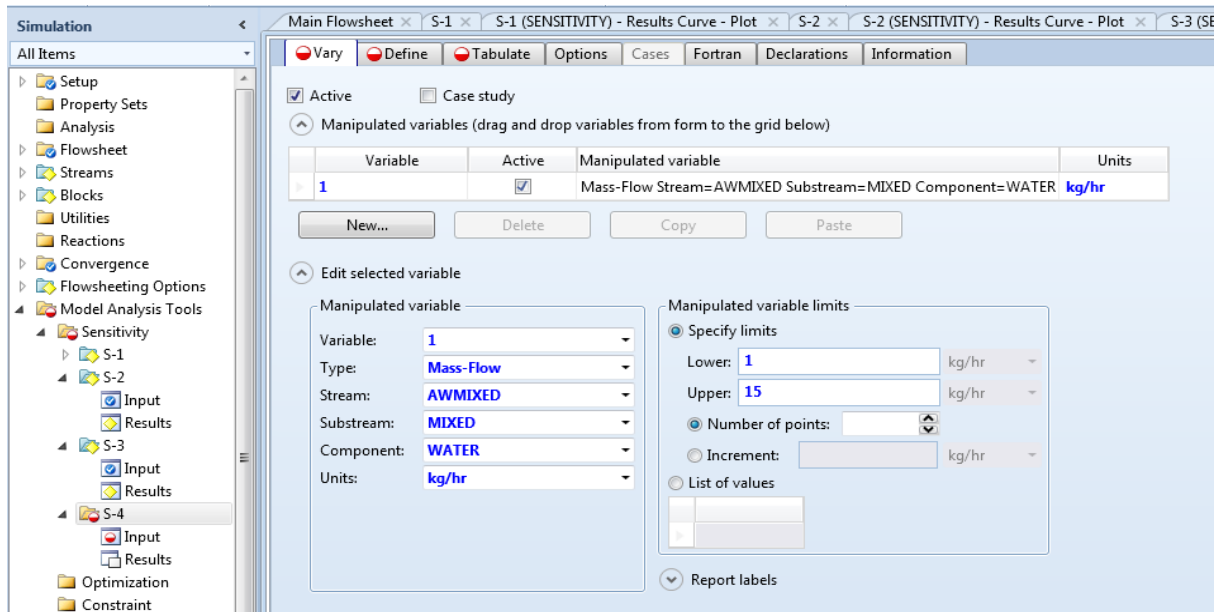 Simulation <
Main Flowsheet × S-1 × S-1 (SENSITIVITY) - Results Curve - Plot × S-2 × S-2 (SENSITIVITY) - Results Curve - Plot × S-3 (SE
All Items
Vary Define Tabulate Options Cases Fortran Declarations Information
Setup
Property Sets
Analysis
Flowsheet
Streams
Blocks
Utilities
Reactions
Convergence
Flowsheeting Options
Model Analysis Tools
Sensitivity
S-1
S-2
Input
Results
S-3
Input
Results
S-4
Input
Results
Optimization
Constraint
Active Case study
Manipulated variables (drag and drop variables from form to the grid below)
Variable Active Manipulated variable Units
1 Mass-Flow Stream=AWMIXED Substream=MIXED Component=WATER kg/hr
New... Delete Copy Paste
Edit selected variable
Manipulated variable
Variable: 1
Type: Mass-Flow
Stream: AWMIXED
Substream: MIXED
Component: WATER
Units: kg/hr
Manipulated variable limits
Specify limits
Lower: 1 kg/hr
Upper: 15 kg/hr
Number of points:
Increment: kg/hr
List of values
Report labels